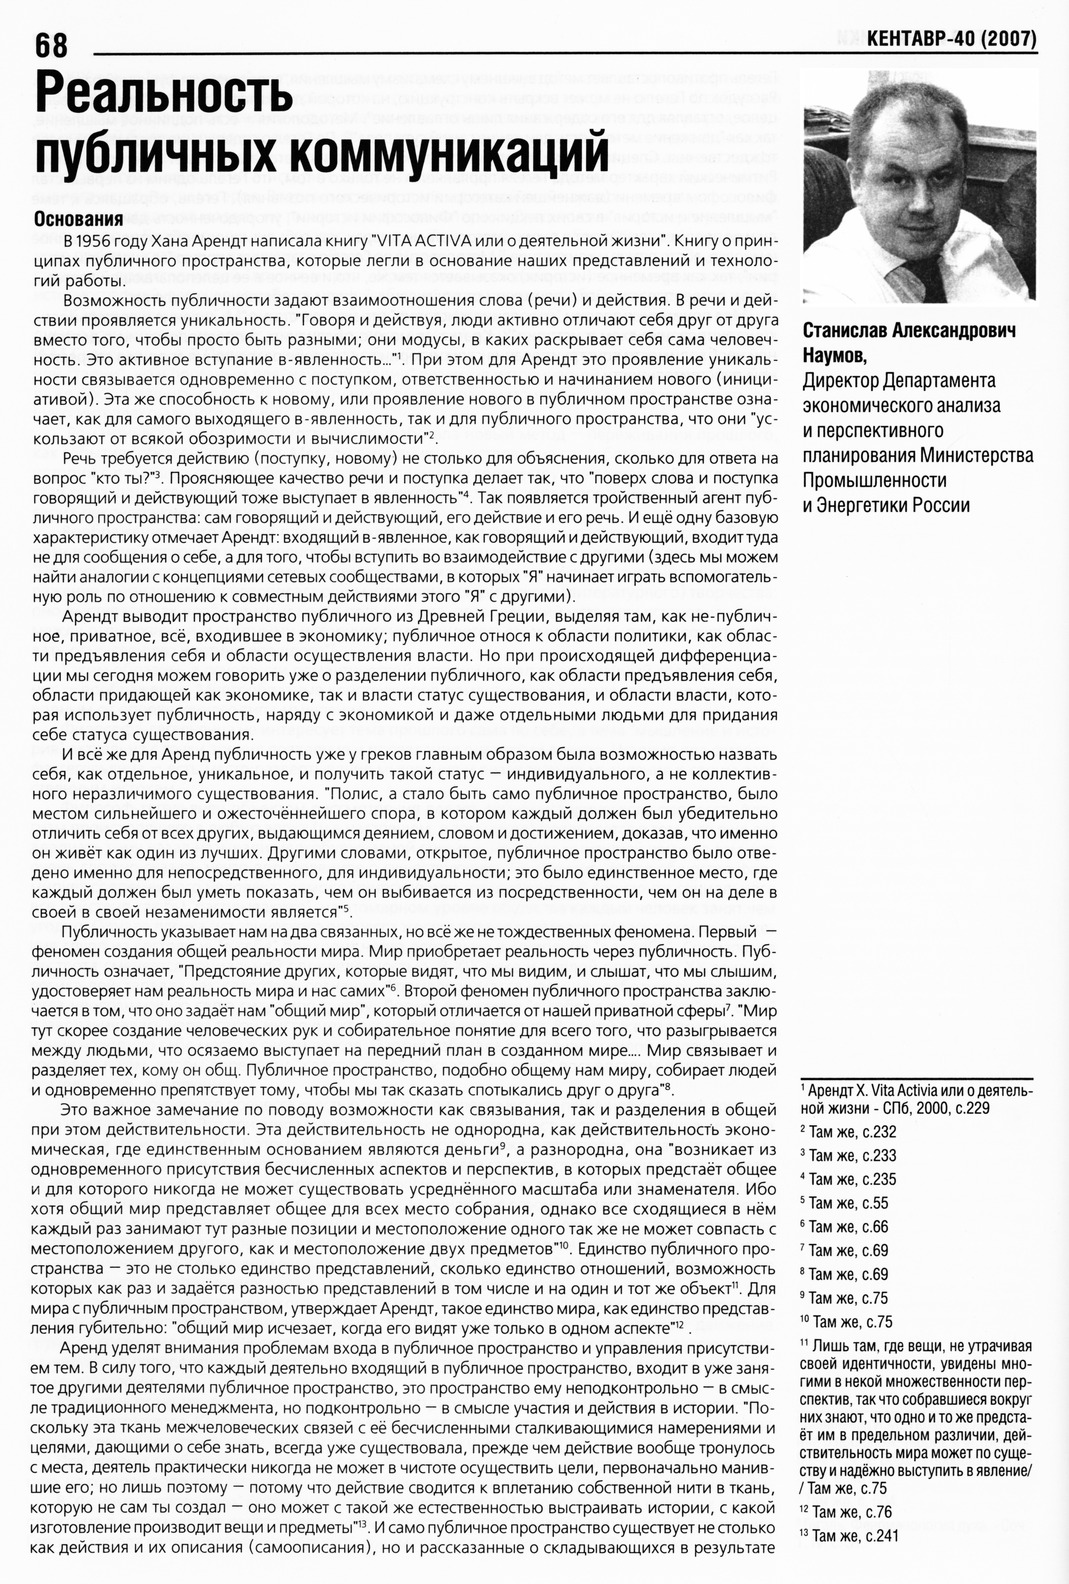 68
КЕНТАВР-40 (2007)
Реальность
публичных коммуникаций
Основания
В 1956 году Хана Арендт написала книгу "VITA ACTIVA или о деятельной жизни". Книгу о прин-
ципах публичного пространства, которые легли в основание наших представлений и техноло-
гий работы.
Возможность публичности задают взаимоотношения слова (речи) и действия. В речи и дей-
ствии проявляется уникальность. "Говоря и действуя, люди активно отличают себя друг от друга
вместо того, чтобы просто быть разными; они модусы, в каких раскрывает себя сама человеч-
ность. Это активное вступание в-явленность..."¹. При этом для Арендт это проявление уникаль-
ности связывается одновременно с поступком, ответственностью и начинанием нового (иници-
ативой). Эта же способность к новому, или проявление нового в публичном пространстве озна-
чает, как для самого выходящего в-явленность, так и для публичного пространства, что они "ус-
кользают от всякой обозримости и вычислимости"².
Речь требуется действию (поступку, новому) не столько для объяснения, сколько для ответа на
вопрос "кто ты?"³. Проясняющее качество речи и поступка делает так, что "поверх слова и поступка
говорящий и действующий тоже выступает в явленность"⁴. Так появляется тройственный агент пуб-
личного пространства: сам говорящий и действующий, его действие и его речь. И ещё одну базовую
характеристику отмечает Арендт: входящий в-явленное, как говорящий и действующий, входит туда
не для сообщения о себе, а для того, чтобы вступить во взаимодействие с другими (здесь мы можем
найти аналогии с концепциями сетевых сообществами, в которых "Я" начинает играть вспомогатель-
ную роль по отношению к совместным действиями этого "Я" с другими).
Арендт выводит пространство публичного из Древней Греции, выделяя там, как не-публич-
ное, приватное, всё, входившее в экономику; публичное относя к области политики, как облас-
ти предъявления себя и области осуществления власти. Но при происходящей дифференциа-
ции мы сегодня можем говорить уже о разделении публичного, как области предъявления себя,
области придающей как экономике, так и власти статус существования, и области власти, кото-
рая использует публичность, наряду с экономикой и даже отдельными людьми для придания
себе статуса существования.
И всё же для Аренд публичность уже у греков главным образом была возможностью назвать
себя, как отдельное, уникальное, и получить такой статус — индивидуального, а не коллектив-
ного неразличимого существования. "Полис, а стало быть само публичное пространство, было
местом сильнейшего и ожесточённейшего спора, в котором каждый должен был убедительно
отличить себя от всех других, выдающимся деянием, словом и достижением, доказав, что именно
он живёт как один из лучших. Другими словами, открытое, публичное пространство было отве-
дено именно для непосредственного, для индивидуальности; это было единственное место, где
каждый должен был уметь показать, чем он выбивается из посредственности, чем он на деле в
своей в своей незаменимости является"⁵.
Публичность указывает нам на два связанных, но всё же не тождественных феномена. Первый —
феномен создания общей реальности мира. Мир приобретает реальность через публичность. Пуб-
личность означает, "Предстояние других, которые видят, что мы видим, и слышат, что мы слышим,
удостоверяет нам реальность мира и нас самих"⁶. Второй феномен публичного пространства заклю-
чается в том, что оно задаёт нам "общий мир", который отличается от нашей приватной сферы⁷. "Мир
тут скорее создание человеческих рук и собирательное понятие для всего того, что разыгрывается
между людьми, что осязаемо выступает на передний план в созданном мире.... Мир связывает и
разделяет тех, кому он общ. Публичное пространство, подобно общему нам миру, собирает людей
и одновременно препятствует тому, чтобы мы так сказать спотыкались друг о друга"⁸.
Это важное замечание по поводу возможности как связывания, так и разделения в общей
при этом действительности. Эта действительность не однородна, как действительность эконо-
мическая, где единственным основанием являются деньги⁹, а разнородна, она "возникает из
одновременного присутствия бесчисленных аспектов и перспектив, в которых предстаёт общее
и для которого никогда не может существовать усреднённого масштаба или знаменателя. Ибо
хотя общий мир представляет общее для всех место собрания, однако все сходящиеся в нём
каждый раз занимают тут разные позиции и местоположение одного так же не может совпасть с
местоположением другого, как и местоположение двух предметов"¹⁰. Единство публичного про-
странства — это не столько единство представлений, сколько единство отношений, возможность
которых как раз и задаётся разностью представлений в том числе и на один и тот же объект¹¹. Для
мира с публичным пространством, утверждает Арендт, такое единство мира, как единство представ-
ления губительно: "общий мир исчезает, когда его видят уже только в одном аспекте"¹² .
Аренд уделят внимания проблемам входа в публичное пространство и управления присутстви-
ем тем. В силу того, что каждый деятельно входящий в публичное пространство, входит в уже заня-
тое другими деятелями публичное пространство, это пространство ему неподконтрольно — в смыс-
ле традиционного менеджмента, но подконтрольно — в смысле участия и действия в истории. "По-
скольку эта ткань межчеловеческих связей с её бесчисленными сталкивающимися намерениями и
целями, дающими о себе знать, всегда уже существовала, прежде чем действие вообще тронулось
с места, деятель практически никогда не может в чистоте осуществить цели, первоначально манив-
шие его; но лишь поэтому — потому что действие сводится к вплетанию собственной нити в ткань,
которую не сам ты создал — оно может с такой же естественностью выстраивать истории, с какой
изготовление производит вещи и предметы"¹³. И само публичное пространство существует не столько
как действия и их описания (самоописания), но и рассказанные о складывающихся в результате
Станислав Александрович
Наумов,
Директор Департамента
экономического анализа
и перспективного
планирования Министерства
Промышленности
и Энергетики России
¹ Арендт Х. Vita Activia или о деятель-
ной жизни - СПб, 2000, с.229
² Там же, с.232
³ Там же, с.233
⁴ Там же, с.235
⁵ Там же, с.55
⁶ Там же, с.66
⁷ Там же, с.69
⁸ Там же, с.69
⁹ Там же, с.75
¹⁰ Там же, с.75
¹¹ Лишь там, где вещи, не утрачивая
своей идентичности, увидены мно-
гими в некой множественности пер-
спектив, так что собравшиеся вокруг
них знают, что одно и то же предста-
ёт им в предельном различии, дей-
ствительность мира может по суще-
ству и надёжно выступить в явление/
/ Там же, с.75
¹² Там же, с.76
¹³ Там же, с.241